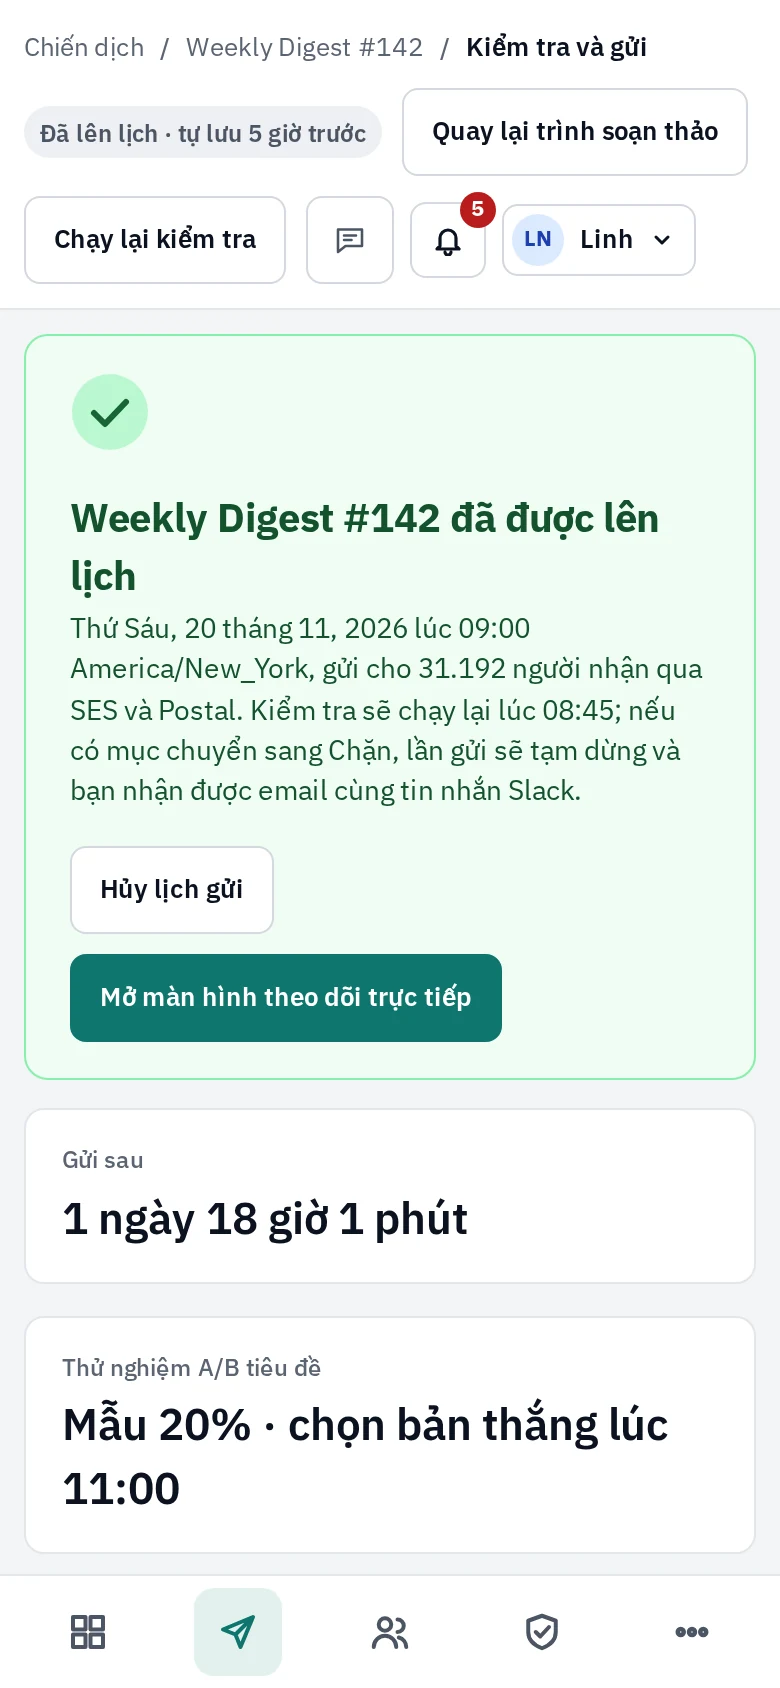 Chiến dịch / Weekly Digest #142 / Kiểm tra và gửi
Đã lên lịch · tự lưu 5 giờ trước
Quay lại trình soạn thảo
Chạy lại kiểm tra
5
LN Linh
Weekly Digest #142 đã được lên
lịch
Thứ Sáu, 20 tháng 11, 2026 lúc 09:00
America/New_York, gửi cho 31.192 người nhận qua
SES và Postal. Kiểm tra sẽ chạy lại lúc 08:45; nếu
có mục chuyển sang Chặn, lần gửi sẽ tạm dừng và
bạn nhận được email cùng tin nhắn Slack.
Hủy lịch gửi
Mở màn hình theo dõi trực tiếp
Gửi sau
1 ngày 18 giờ 1 phút
Thử nghiệm A/B tiêu đề
Mẫu 20% · chọn bản thắng lúc
11:00